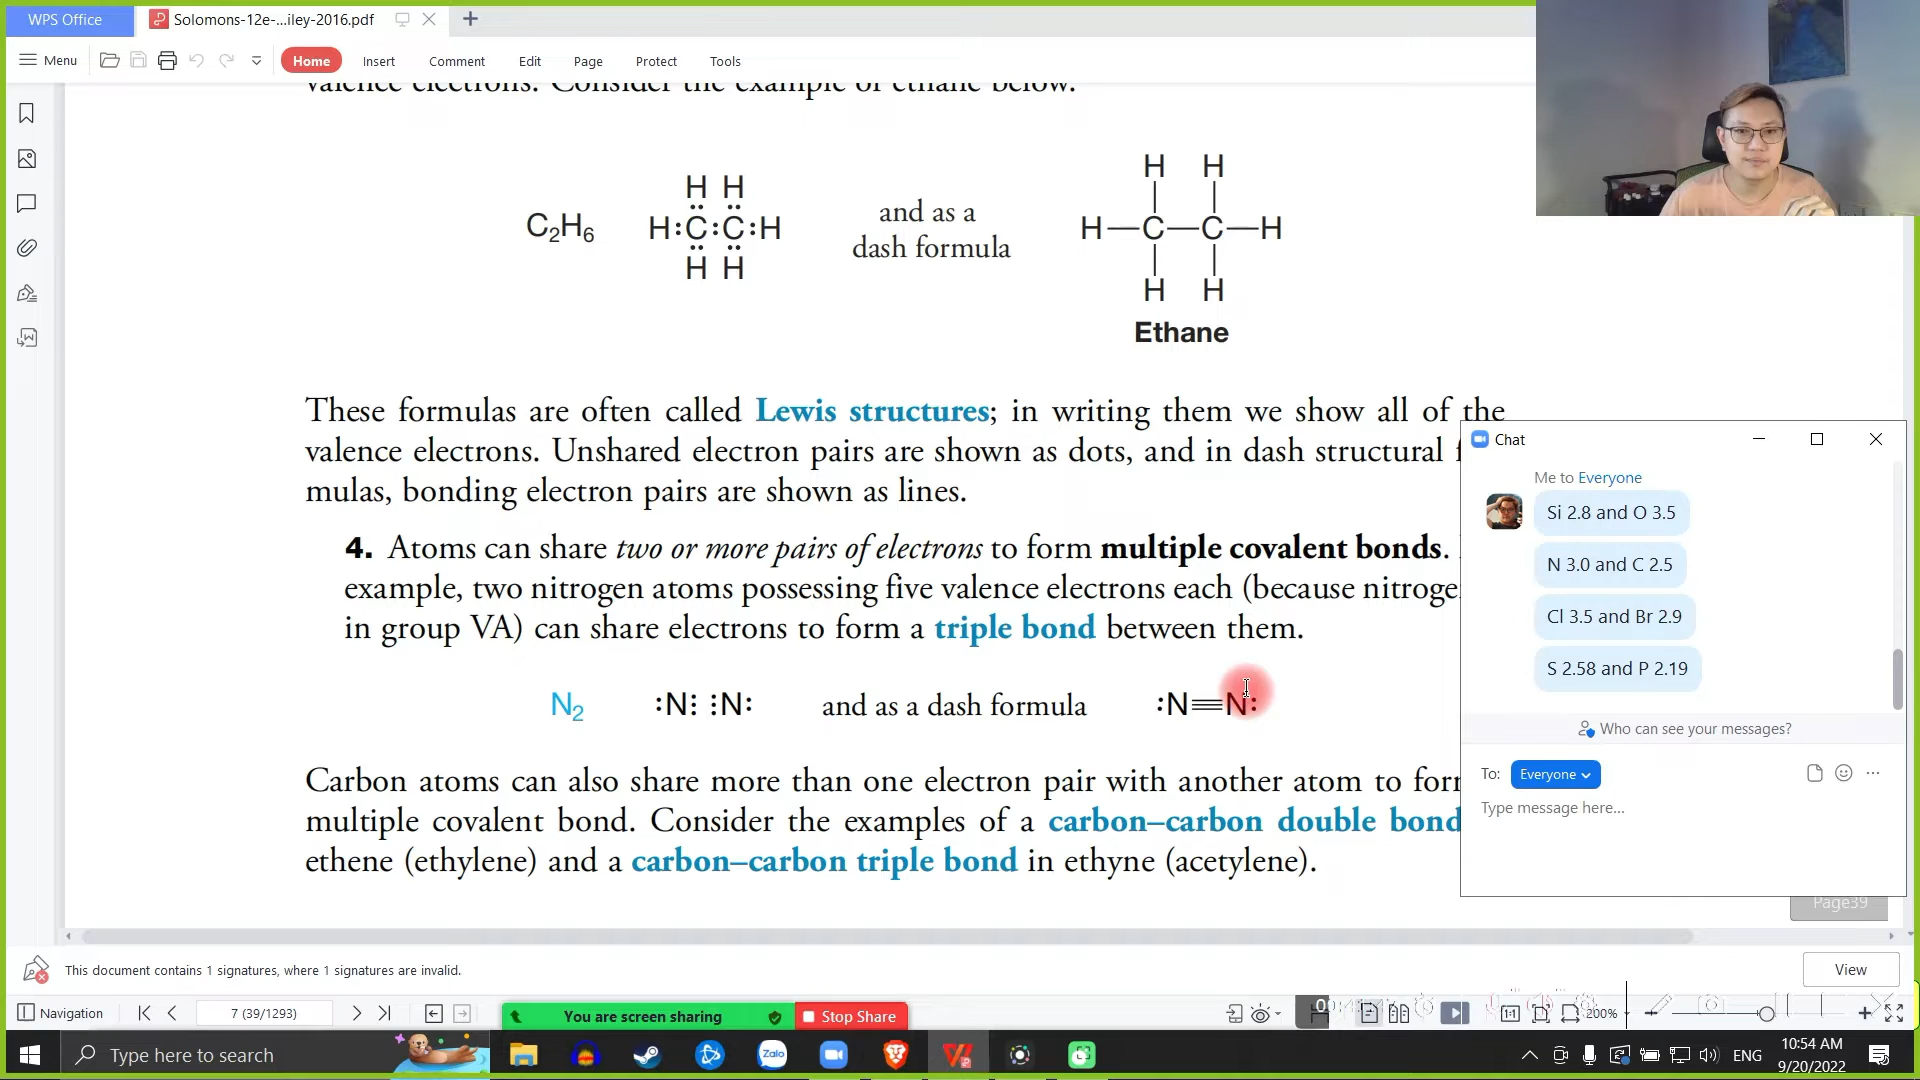 WPS Office
Solomons-12e-...iley-2016.pdf
Menu
Home
Insert
Comment
Edit
Page
Protect
Tools
valence electrons. Consider the example of ethane below.
H H
C₂H₆
H:C:C:H
H H
and as a
dash formula
H H
H—C—C—H
H H
Ethane
These formulas are often called Lewis structures; in writing them we show all of the
valence electrons. Unshared electron pairs are shown as dots, and in dash structural f
mulas, bonding electron pairs are shown as lines.
4. Atoms can share two or more pairs of electrons to form multiple covalent bonds.
example, two nitrogen atoms possessing five valence electrons each (because nitroge
in group VA) can share electrons to form a triple bond between them.
N₂ :N⋮ ⋮N: and as a dash formula :N≡N:
Carbon atoms can also share more than one electron pair with another atom to for
multiple covalent bond. Consider the examples of a carbon–carbon double bond
ethene (ethylene) and a carbon–carbon triple bond in ethyne (acetylene).
Chat
Me to Everyone
Si 2.8 and O 3.5
N 3.0 and C 2.5
Cl 3.5 and Br 2.9
S 2.58 and P 2.19
Who can see your messages?
To: Everyone
Type message here...
Page39
This document contains 1 signatures, where 1 signatures are invalid.
View
Navigation
7 (39/1293)
You are screen sharing
Stop Share
200%
Type here to search
Zalo
ENG
10:54 AM
9/20/2022